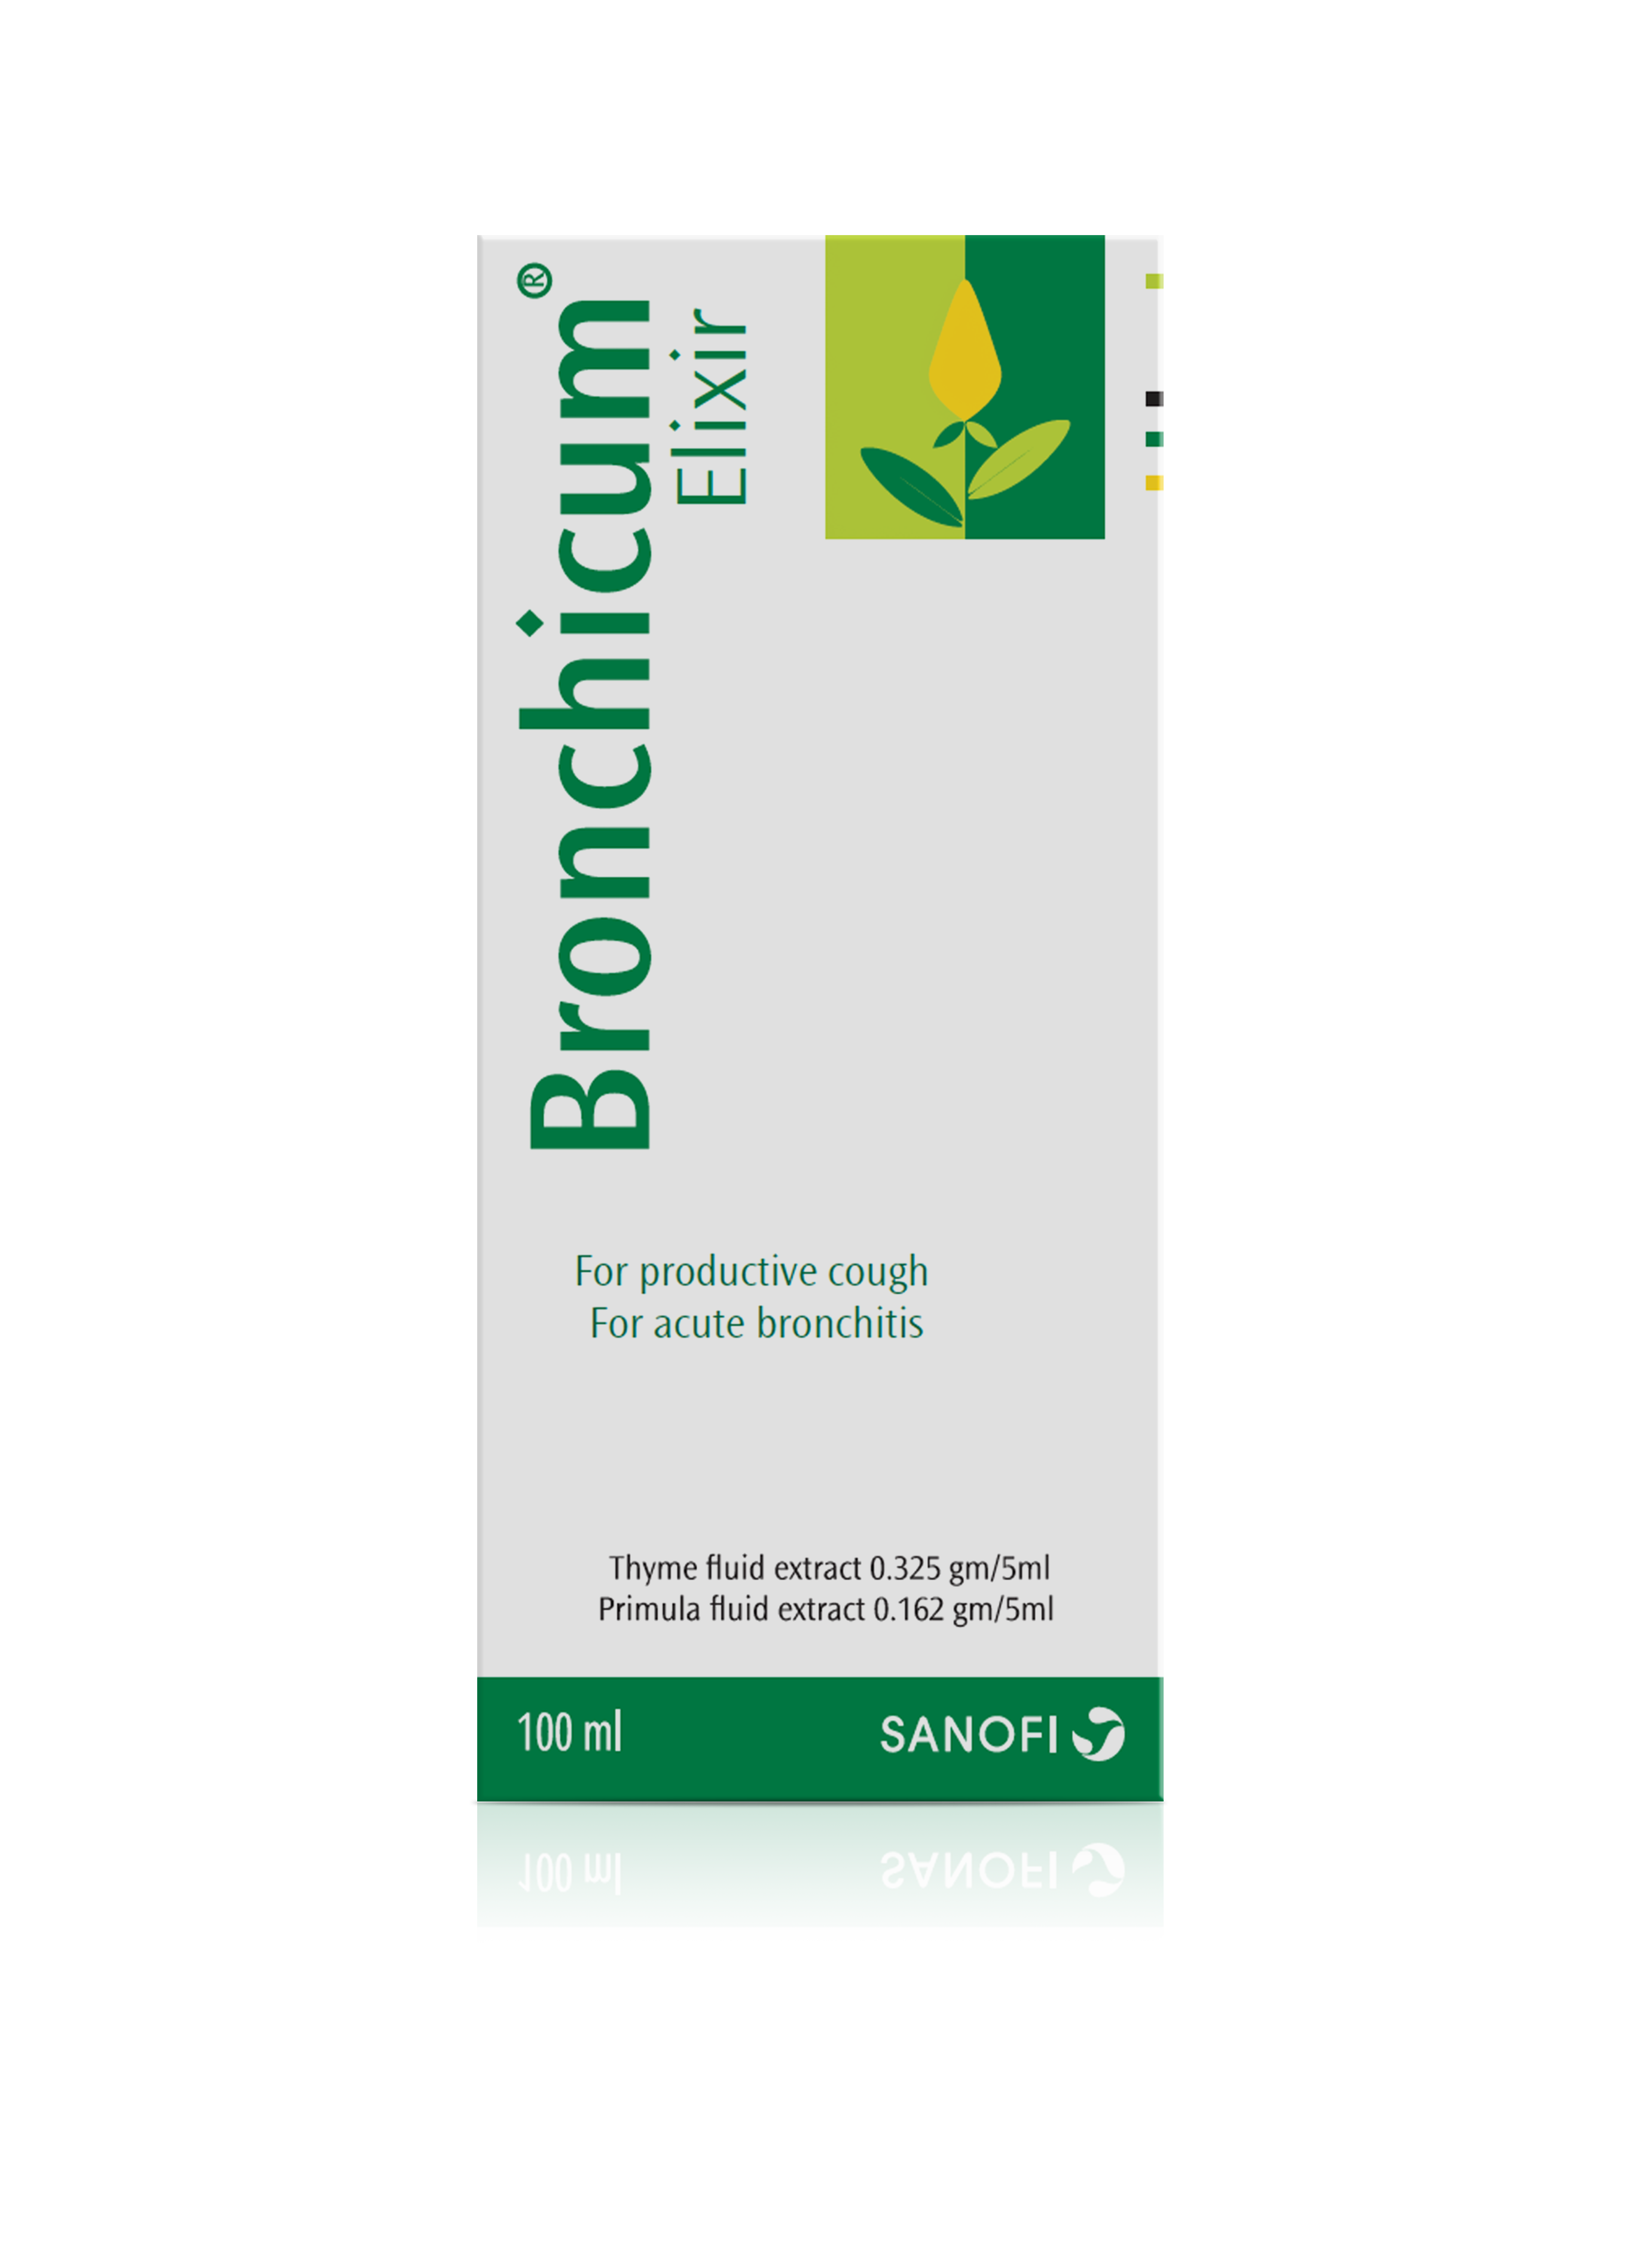 Bronchicum®
Elixir
For productive cough
For acute bronchitis
Thyme fluid extract 0.325 gm/5ml
Primula fluid extract 0.162 gm/5ml
100 ml
SANOFI